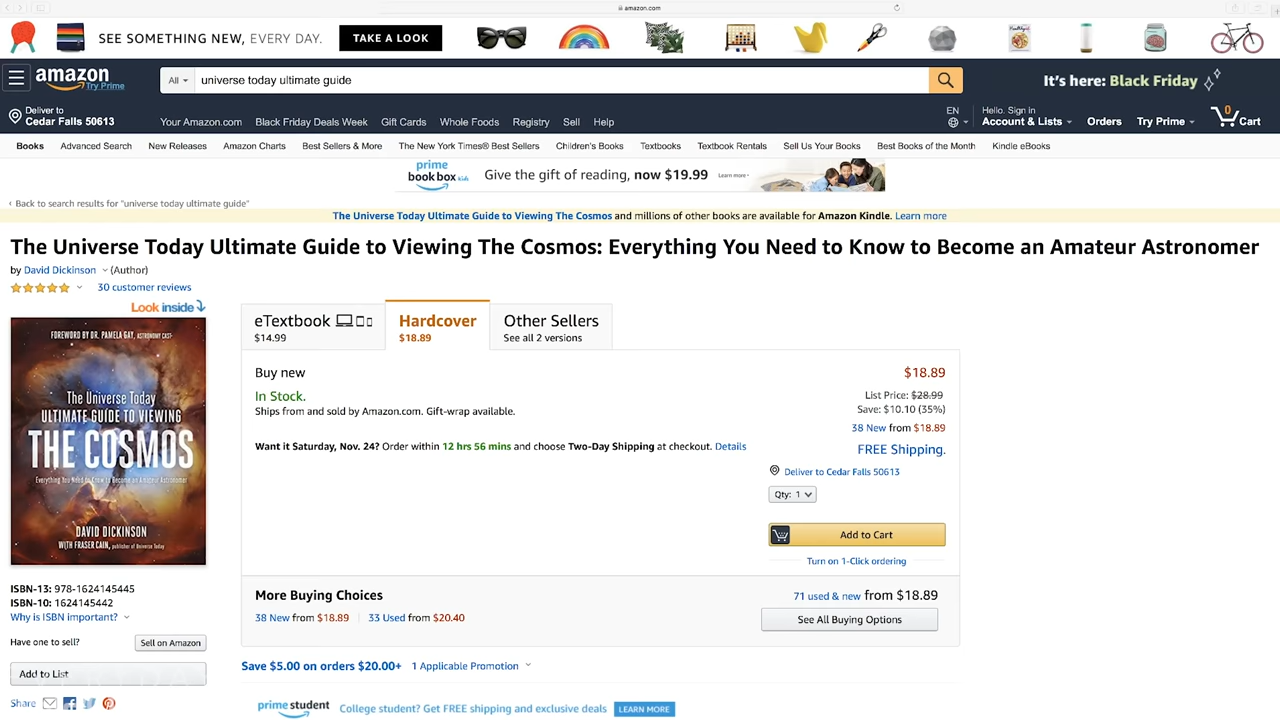 amazon.com
SEE SOMETHING NEW, EVERY DAY. TAKE A LOOK
amazon
Try Prime
All universe today ultimate guide
It's here: Black Friday
Deliver to
Cedar Falls 50613
Your Amazon.com Black Friday Deals Week Gift Cards Whole Foods Registry Sell Help
EN
Hello. Sign in
Account & Lists Orders Try Prime 0 Cart
Books Advanced Search New Releases Amazon Charts Best Sellers & More The New York Times® Best Sellers Children's Books Textbooks Textbook Rentals Sell Us Your Books Best Books of the Month Kindle eBooks
prime
book box kids Give the gift of reading, now $19.99 Learn more
‹ Back to search results for "universe today ultimate guide"
The Universe Today Ultimate Guide to Viewing The Cosmos and millions of other books are available for Amazon Kindle. Learn more
The Universe Today Ultimate Guide to Viewing The Cosmos: Everything You Need to Know to Become an Amateur Astronomer
by David Dickinson (Author)
30 customer reviews
Look inside
FOREWORD BY DR. PAMELA GAY, ASTRONOMY CAST
The Universe Today
ULTIMATE GUIDE TO VIEWING
THE COSMOS
Everything You Need to Know to Become an Amateur Astronomer
DAVID DICKINSON
WITH FRASER CAIN, publisher of Universe Today
eTextbook
$14.99
Hardcover
$18.89
Other Sellers
See all 2 versions
Buy new $18.89
In Stock.
Ships from and sold by Amazon.com. Gift-wrap available.
List Price: $28.99
Save: $10.10 (35%)
38 New from $18.89
Want it Saturday, Nov. 24? Order within 12 hrs 56 mins and choose Two-Day Shipping at checkout. Details
FREE Shipping.
Deliver to Cedar Falls 50613
Qty: 1
Add to Cart
Turn on 1-Click ordering
More Buying Choices
38 New from $18.89 33 Used from $20.40
71 used & new from $18.89
See All Buying Options
ISBN-13: 978-1624145445
ISBN-10: 1624145442
Why is ISBN important?
Have one to sell? Sell on Amazon
Add to List
Share
Save $5.00 on orders $20.00+ 1 Applicable Promotion
prime student College student? Get FREE shipping and exclusive deals LEARN MORE